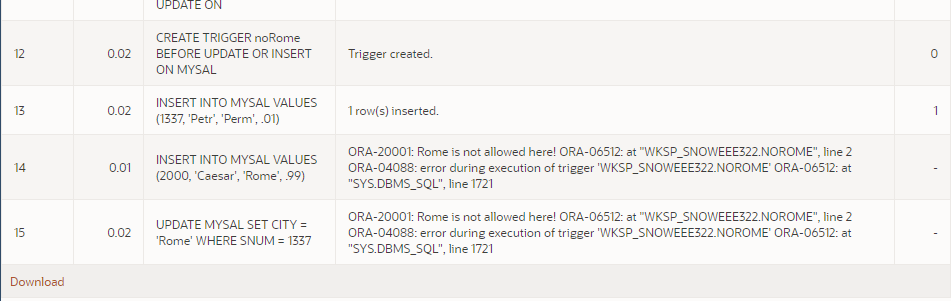 UPDATE ON
12 0.02 CREATE TRIGGER noRome
BEFORE UPDATE OR INSERT
ON MYSAL Trigger created. 0
13 0.02 INSERT INTO MYSAL VALUES
(1337, 'Petr', 'Perm', .01) 1 row(s) inserted. 1
14 0.01 INSERT INTO MYSAL VALUES
(2000, 'Caesar', 'Rome', .99) ORA-20001: Rome is not allowed here! ORA-06512: at "WKSP_SNOWEEE322.NOROME", line 2
ORA-04088: error during execution of trigger 'WKSP_SNOWEEE322.NOROME' ORA-06512: at
"SYS.DBMS_SQL", line 1721 -
15 0.02 UPDATE MYSAL SET CITY =
'Rome' WHERE SNUM = 1337 ORA-20001: Rome is not allowed here! ORA-06512: at "WKSP_SNOWEEE322.NOROME", line 2
ORA-04088: error during execution of trigger 'WKSP_SNOWEEE322.NOROME' ORA-06512: at
"SYS.DBMS_SQL", line 1721 -
Download